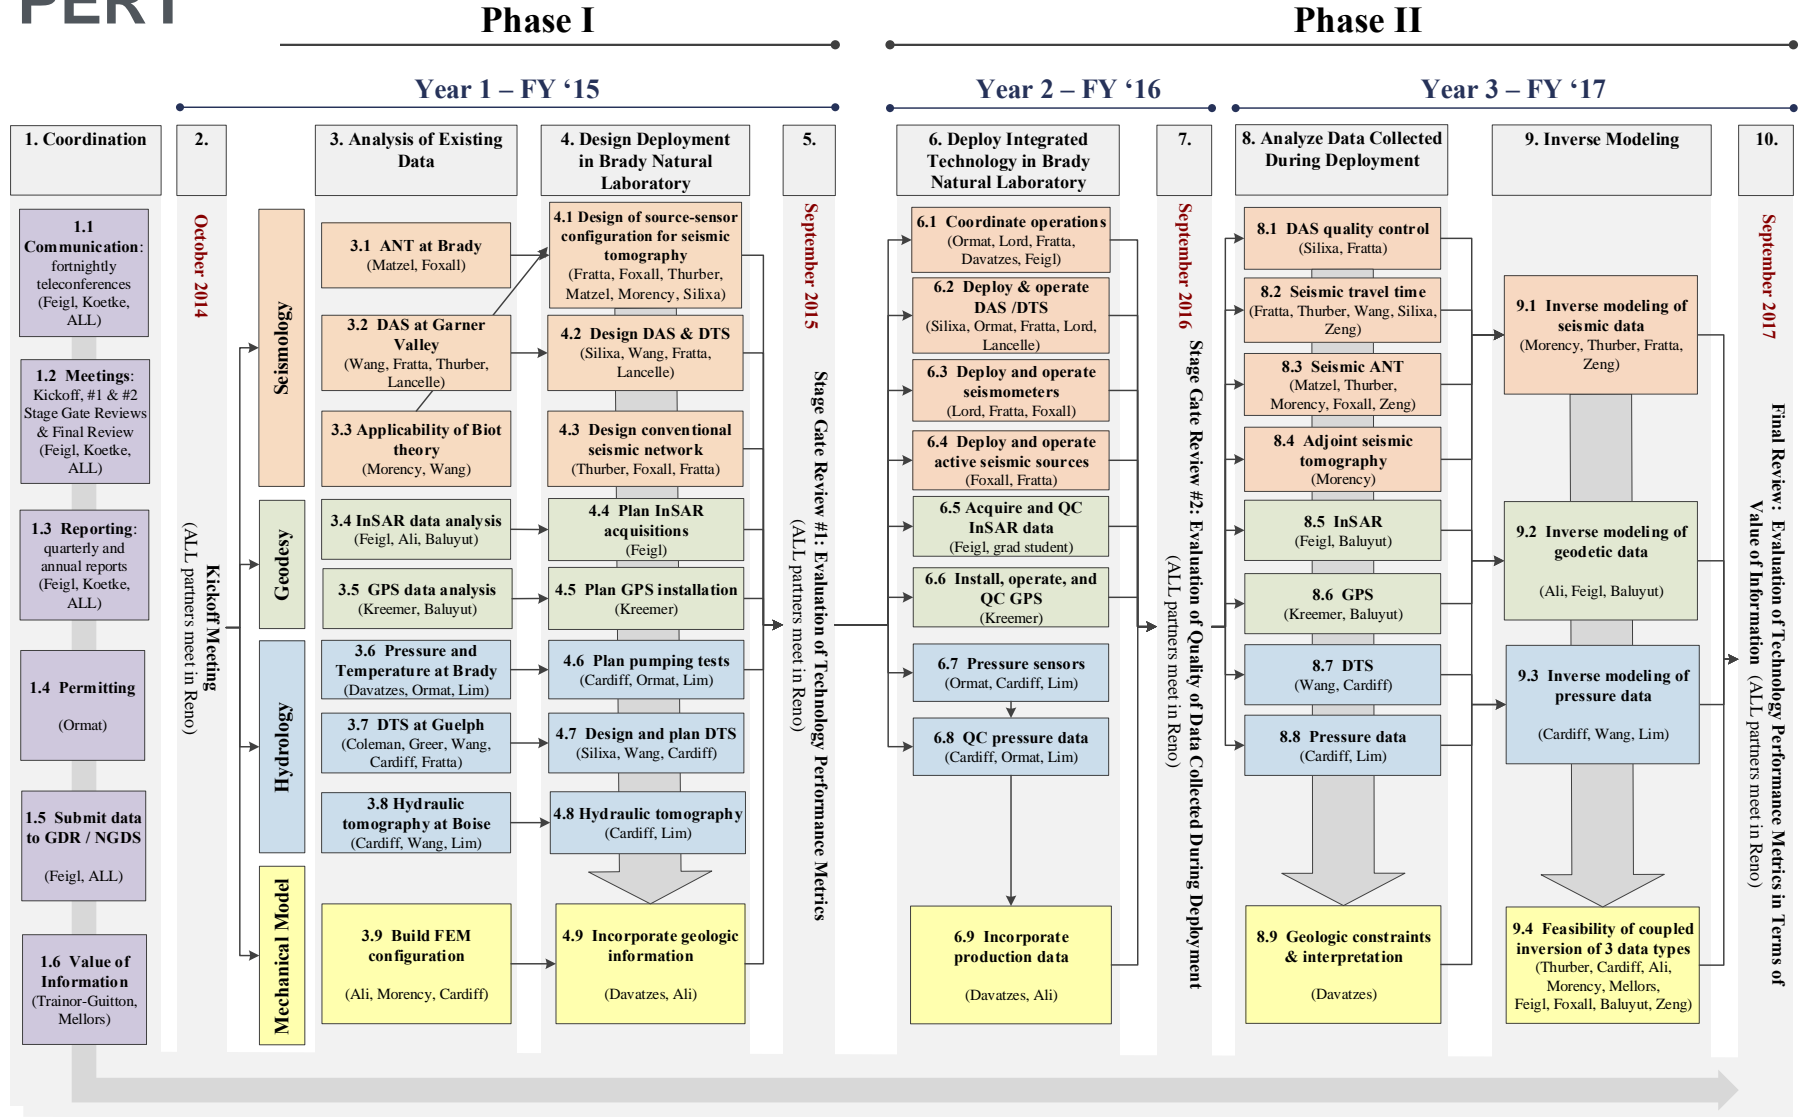 PERT
Phase I
Phase II
Year 1 – FY ‘15
Year 2 – FY ‘16
Year 3 – FY ‘17
1. Coordination
2.
3. Analysis of Existing
Data
4. Design Deployment
in Brady Natural
Laboratory
5.
6. Deploy Integrated
Technology in Brady
Natural Laboratory
7.
8. Analyze Data Collected
During Deployment
9. Inverse Modeling
10.
1.1
Communication:
fortnightly
teleconferences
(Feigl, Koetke,
ALL)
1.2 Meetings:
Kickoff, #1 & #2
Stage Gate Reviews
& Final Review
(Feigl, Koetke,
ALL)
1.3 Reporting:
quarterly and
annual reports
(Feigl, Koetke,
ALL)
1.4 Permitting
(Ormat)
1.5 Submit data
to GDR / NGDS
(Feigl, ALL)
1.6 Value of
Information
(Trainor-Guitton,
Mellors)
October 2014
Kickoff Meeting
(ALL partners meet in Reno)
Seismology
Geodesy
Hydrology
Mechanical Model
3.1 ANT at Brady
(Matzel, Foxall)
3.2 DAS at Garner
Valley
(Wang, Fratta, Thurber,
Lancelle)
3.3 Applicability of Biot
theory
(Morency, Wang)
3.4 InSAR data analysis
(Feigl, Ali, Baluyut)
3.5 GPS data analysis
(Kreemer, Baluyut)
3.6 Pressure and
Temperature at Brady
(Davatzes, Ormat, Lim)
3.7 DTS at Guelph
(Coleman, Greer, Wang,
Cardiff, Fratta)
3.8 Hydraulic
tomography at Boise
(Cardiff, Wang, Lim)
3.9 Build FEM
configuration
(Ali, Morency, Cardiff)
4.1 Design of source-sensor
configuration for seismic
tomography
(Fratta, Foxall, Thurber,
Matzel, Morency, Silixa)
4.2 Design DAS & DTS
(Silixa, Wang, Fratta,
Lancelle)
4.3 Design conventional
seismic network
(Thurber, Foxall, Fratta)
4.4 Plan InSAR
acquisitions
(Feigl)
4.5 Plan GPS installation
(Kreemer)
4.6 Plan pumping tests
(Cardiff, Ormat, Lim)
4.7 Design and plan DTS
(Silixa, Wang, Cardiff)
4.8 Hydraulic tomography
(Cardiff, Lim)
4.9 Incorporate geologic
information
(Davatzes, Ali)
September 2015
Stage Gate Review #1: Evaluation of Technology Performance Metrics
(ALL partners meet in Reno)
6.1 Coordinate operations
(Ormat, Lord, Fratta,
Davatzes, Feigl)
6.2 Deploy & operate
DAS /DTS
(Silixa, Ormat, Fratta, Lord,
Lancelle)
6.3 Deploy and operate
seismometers
(Lord, Fratta, Foxall)
6.4 Deploy and operate
active seismic sources
(Foxall, Fratta)
6.5 Acquire and QC
InSAR data
(Feigl, grad student)
6.6 Install, operate, and
QC GPS
(Kreemer)
6.7 Pressure sensors
(Ormat, Cardiff, Lim)
6.8 QC pressure data
(Cardiff, Ormat, Lim)
6.9 Incorporate
production data
(Davatzes, Ali)
September 2016
Stage Gate Review #2: Evaluation of Quality of Data Collected During Deployment
(ALL partners meet in Reno)
8.1 DAS quality control
(Silixa, Fratta)
8.2 Seismic travel time
(Fratta, Thurber, Wang, Silixa,
Zeng)
8.3 Seismic ANT
(Matzel, Thurber,
Morency, Foxall, Zeng)
8.4 Adjoint seismic
tomography
(Morency)
8.5 InSAR
(Feigl, Baluyut)
8.6 GPS
(Kreemer, Baluyut)
8.7 DTS
(Wang, Cardiff)
8.8 Pressure data
(Cardiff, Lim)
8.9 Geologic constraints
& interpretation
(Davatzes)
9.1 Inverse modeling of
seismic data
(Morency, Thurber, Fratta,
Zeng)
9.2 Inverse modeling of
geodetic data
(Ali, Feigl, Baluyut)
9.3 Inverse modeling of
pressure data
(Cardiff, Wang, Lim)
9.4 Feasibility of coupled
inversion of 3 data types
(Thurber, Cardiff, Ali,
Morency, Mellors,
Feigl, Foxall, Baluyut, Zeng)
September 2017
Final Review: Evaluation of Technology Performance Metrics in Terms of
Value of Information (ALL partners meet in Reno)